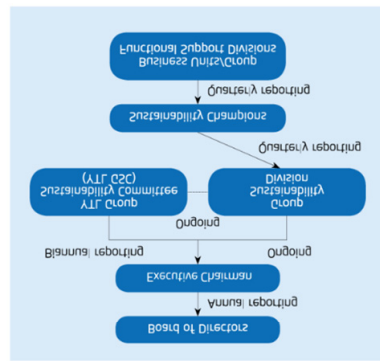 Board of Directors
Annual reporting
Executive Chairman
Biannual reporting
Ongoing
Ongoing
YTL Group
Sustainability Committee
(YTL GSC)
Group
Sustainability
Division
Quarterly reporting
Sustainability Champions
Quarterly reporting
Business Units/Group
Functional Support Divisions